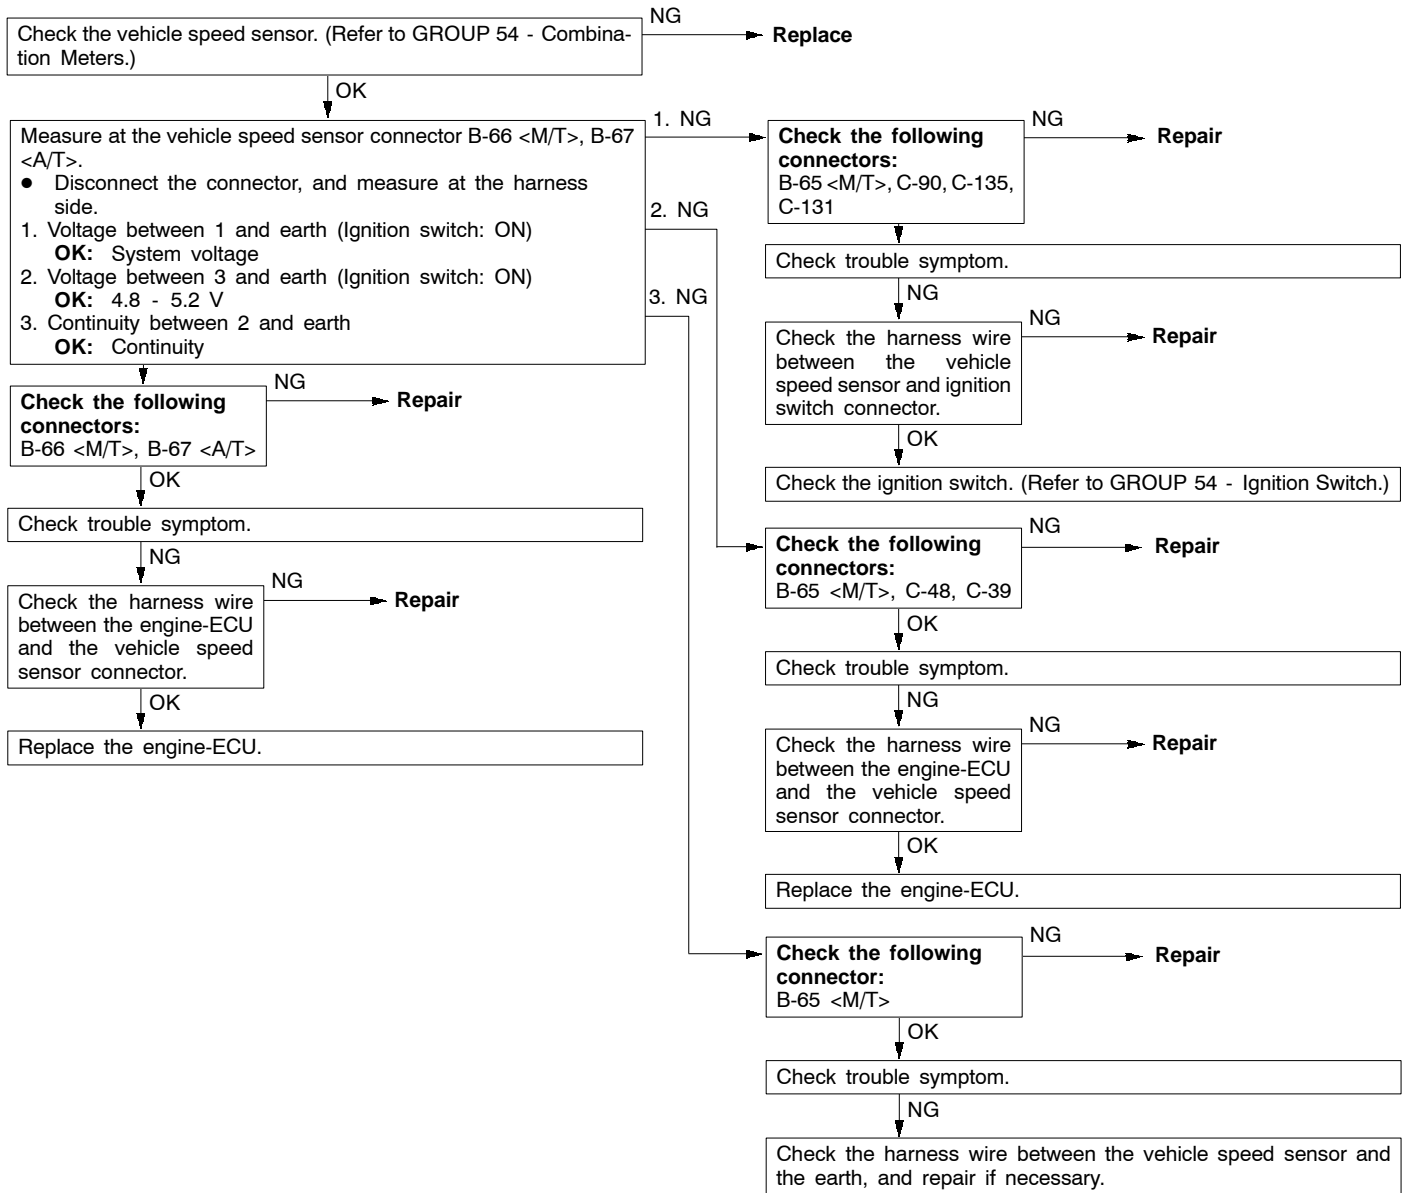 Check the vehicle speed sensor. (Refer to GROUP 54 - Combina-
tion Meters.)
NG
Replace
OK
Measure at the vehicle speed sensor connector B-66 <M/T>, B-67
<A/T>.
● Disconnect the connector, and measure at the harness
side.
1. Voltage between 1 and earth (Ignition switch: ON)
OK: System voltage
2. Voltage between 3 and earth (Ignition switch: ON)
OK: 4.8 - 5.2 V
3. Continuity between 2 and earth
OK: Continuity
NG
Check the following
connectors:
B-66 <M/T>, B-67 <A/T>
Repair
OK
Check trouble symptom.
NG
Check the harness wire
between the engine-ECU
and the vehicle speed
sensor connector.
NG
Repair
OK
Replace the engine-ECU.
1. NG
Check the following
connectors:
B-65 <M/T>, C-90, C-135,
C-131
NG
Repair
Check trouble symptom.
NG
Check the harness wire
between the vehicle
speed sensor and ignition
switch connector.
NG
Repair
OK
Check the ignition switch. (Refer to GROUP 54 - Ignition Switch.)
2. NG
Check the following
connectors:
B-65 <M/T>, C-48, C-39
NG
Repair
OK
Check trouble symptom.
NG
Check the harness wire
between the engine-ECU
and the vehicle speed
sensor connector.
NG
Repair
OK
Replace the engine-ECU.
3. NG
Check the following
connector:
B-65 <M/T>
NG
Repair
OK
Check trouble symptom.
NG
Check the harness wire between the vehicle speed sensor and
the earth, and repair if necessary.